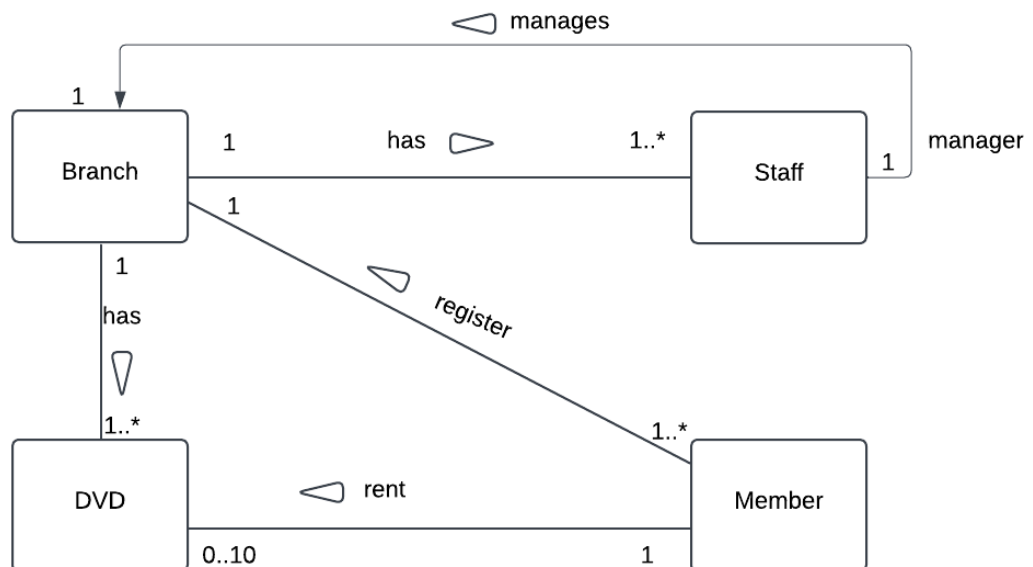 manages
1
1
has
1..*
manager
Branch
Staff
1
1
1
has
register
1..*
1..*
DVD
rent
Member
0..10
1